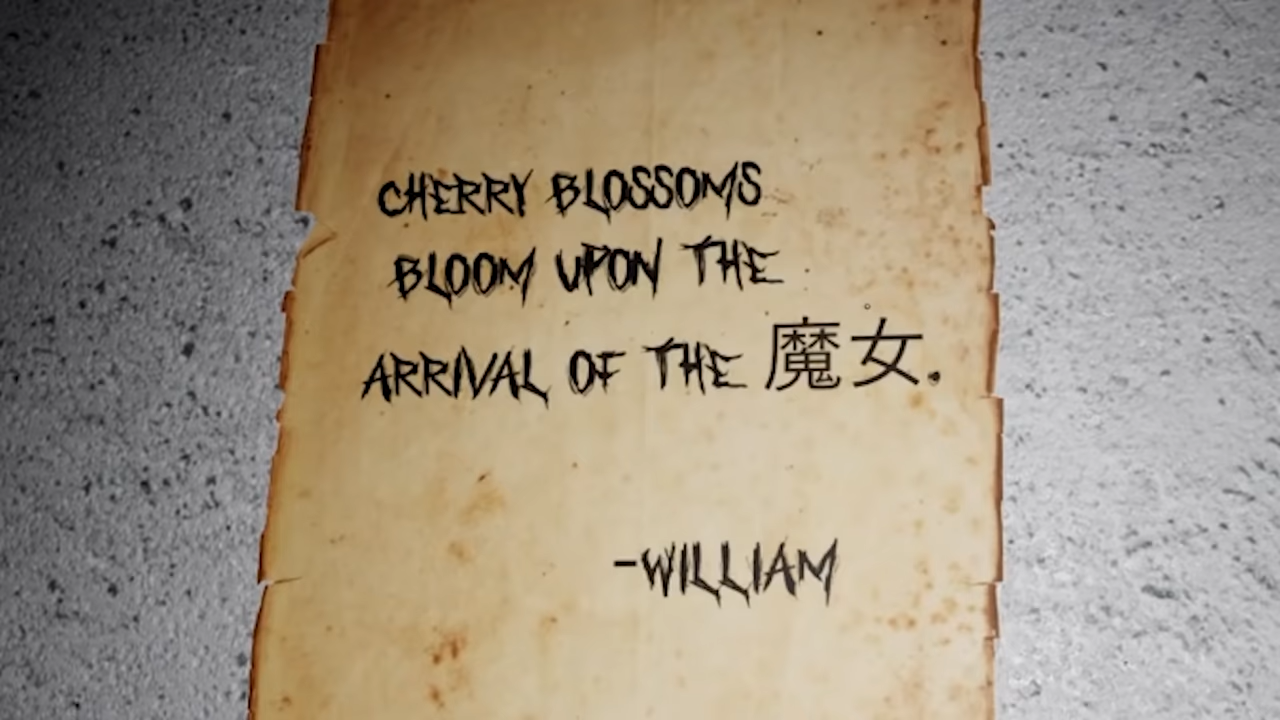 CHERRY BLOSSOMS
BLOOM UPON THE
ARRIVAL OF THE 魔女.
-WILLIAM